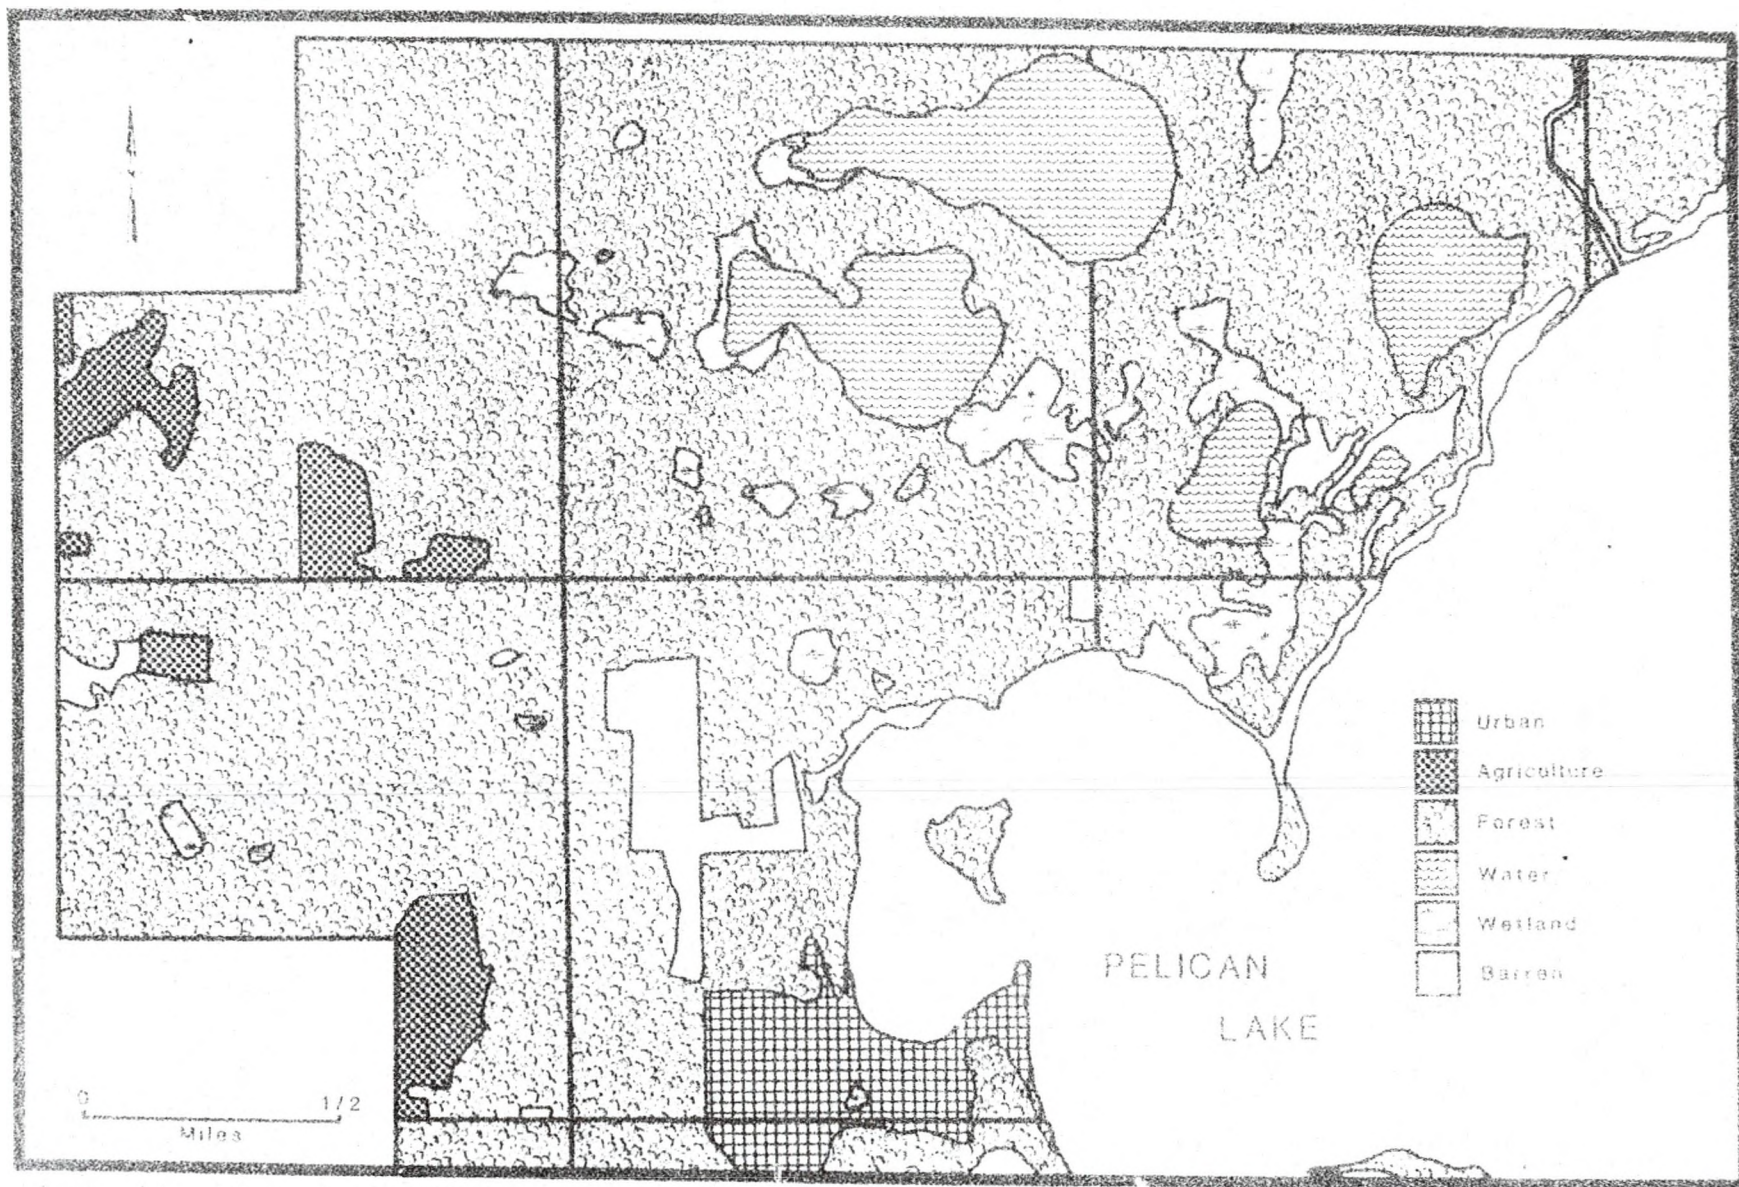 Urban
Agriculture
Forest
Water
Wetland
Barren
PELICAN
LAKE
0 1/2
Miles